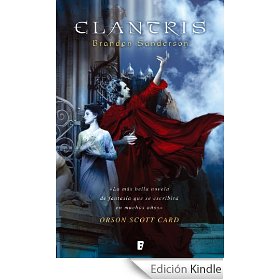 ELANTRIS
Brandon Sanderson
«La más bella novela
de fantasía que se escribirá
en muchos años»
ORSON SCOTT CARD
B
Edición Kindle